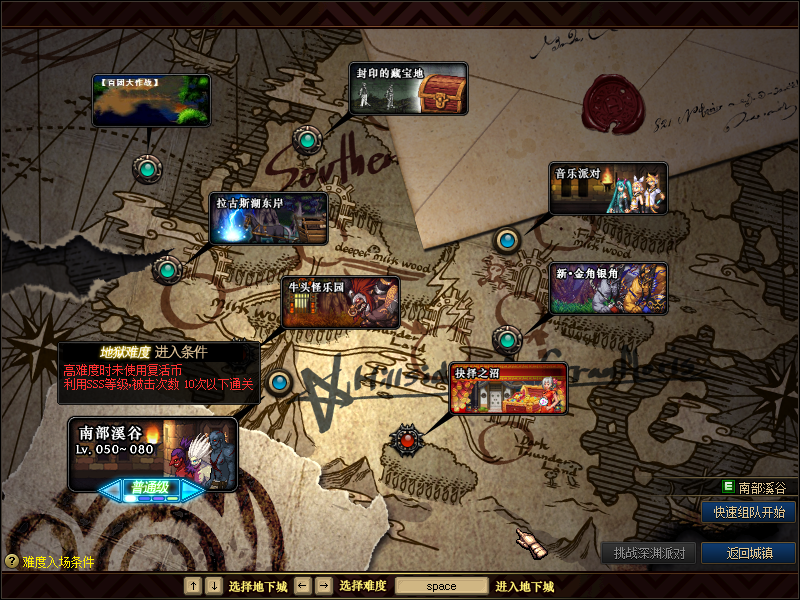 【百团大作战】
封印的藏宝地
Souther
音乐派对
拉古斯湖东岸
deeper mirk wood
mirk wood
新·金角银角
牛头怪乐园
地狱难度 进入条件
高难度时未使用复活币
利用SSS等级,被击次数 10次以下通关
抉择之沼
南部溪谷
Lv. 050~080
普通级
E 南部溪谷
快速组队开始
挑战深渊派对
返回城镇
? 难度入场条件
↑ ↓ 选择地下城 ← → 选择难度 space 进入地下城